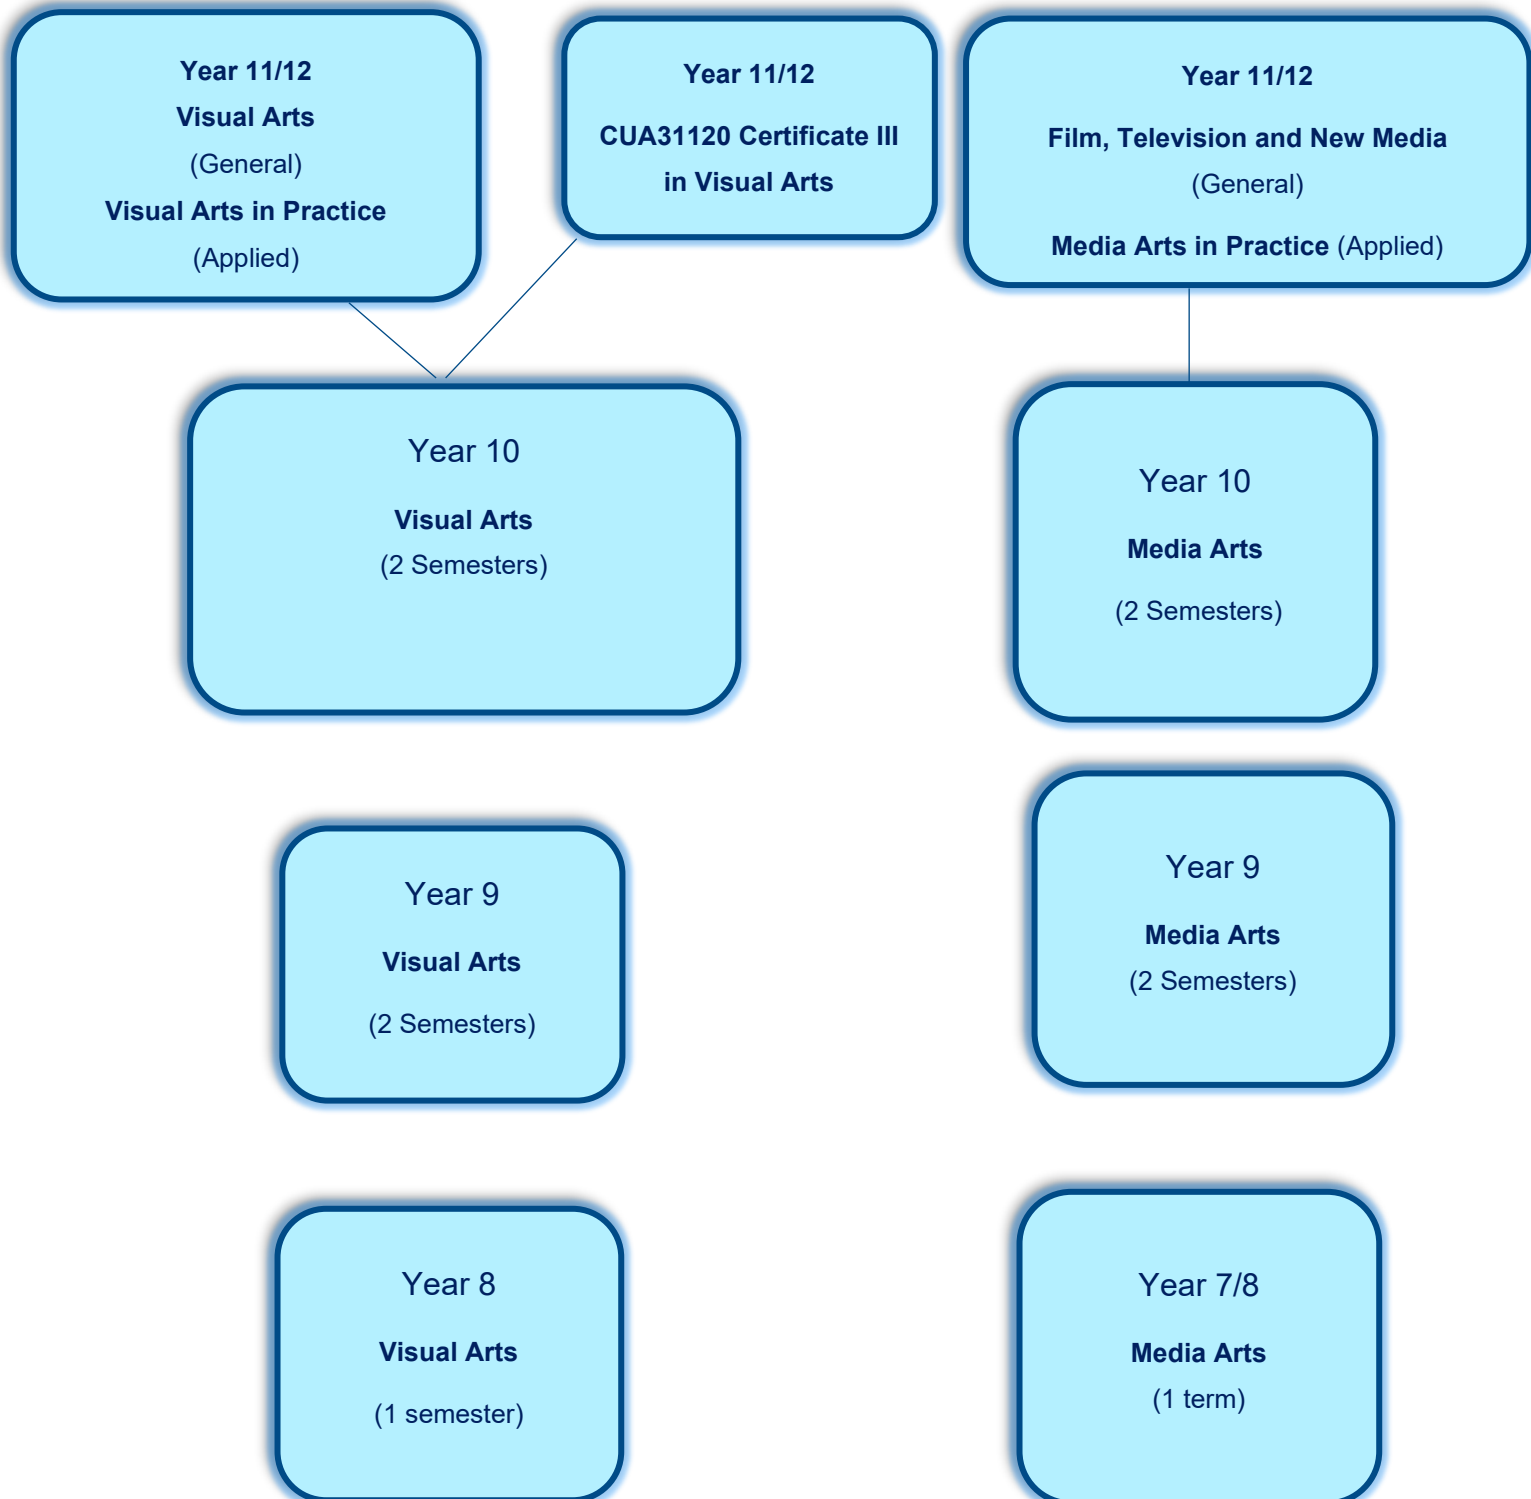 Year 11/12
Visual Arts
(General)
Visual Arts in Practice
(Applied)
Year 11/12
CUA31120 Certificate III
in Visual Arts
Year 11/12
Film, Television and New Media
(General)
Media Arts in Practice (Applied)
Year 10
Visual Arts
(2 Semesters)
Year 10
Media Arts
(2 Semesters)
Year 9
Visual Arts
(2 Semesters)
Year 9
Media Arts
(2 Semesters)
Year 8
Visual Arts
(1 semester)
Year 7/8
Media Arts
(1 term)